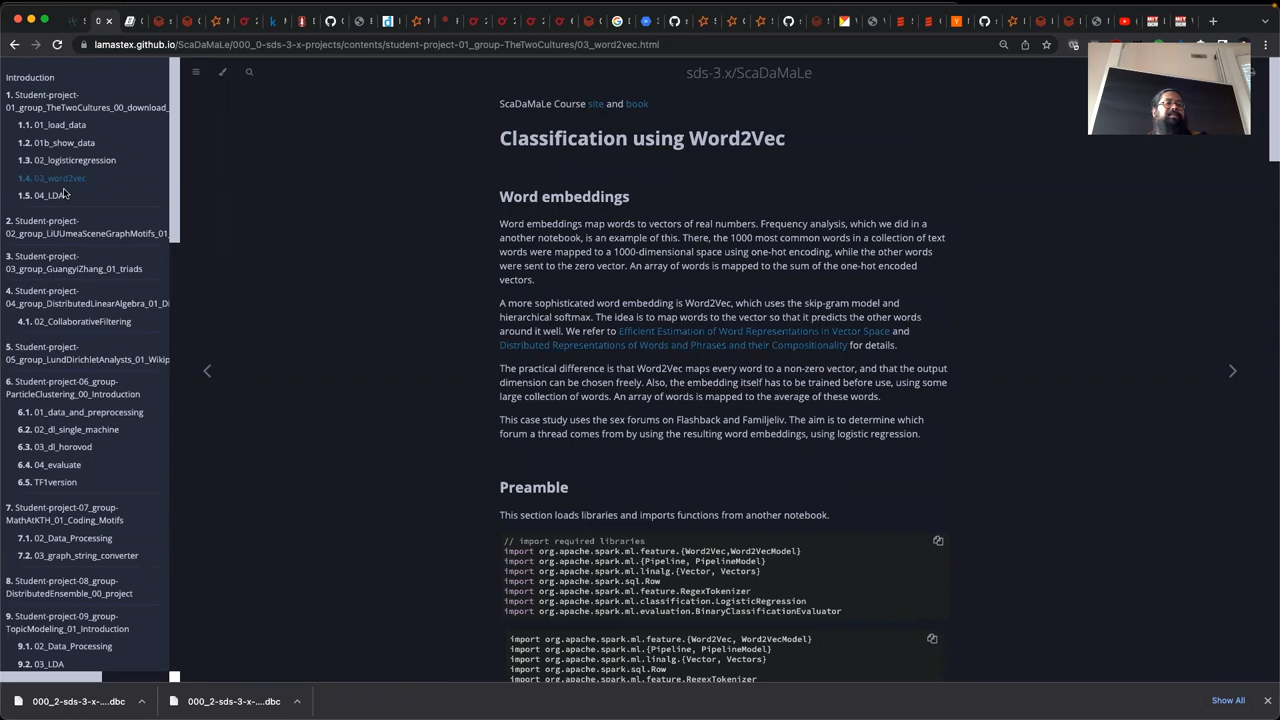 lamastex.github.io/ScaDaMaLe/000_0-sds-3-x-projects/contents/student-project-01_group-TheTwoCultures/03_word2vec.html
Introduction
1. Student-project-
01_group_TheTwoCultures_00_download_
1.1. 01_load_data
1.2. 01b_show_data
1.3. 02_logisticregression
1.4. 03_word2vec
1.5. 04_LDA
2. Student-project-
02_group_LiUUmeaSceneGraphMotifs_01_
3. Student-project-
03_group_GuangyiZhang_01_triads
4. Student-project-
04_group_DistributedLinearAlgebra_01_Di
4.1. 02_CollaborativeFiltering
5. Student-project-
05_group_LundDirichletAnalysts_01_Wikip
6. Student-project-06_group-
ParticleClustering_00_Introduction
6.1. 01_data_and_preprocessing
6.2. 02_dl_single_machine
6.3. 03_dl_horovod
6.4. 04_evaluate
6.5. TF1version
7. Student-project-07_group-
MathAtKTH_01_Coding_Motifs
7.1. 02_Data_Processing
7.2. 03_graph_string_converter
8. Student-project-08_group-
DistributedEnsemble_00_project
9. Student-project-09_group-
TopicModeling_01_Introduction
9.1. 02_Data_Processing
9.2. 03_LDA
sds-3.x/ScaDaMaLe
ScaDaMaLe Course site and book
Classification using Word2Vec
Word embeddings
Word embeddings map words to vectors of real numbers. Frequency analysis, which we did in a
another notebook, is an example of this. There, the 1000 most common words in a collection of text
words were mapped to a 1000-dimensional space using one-hot encoding, while the other words
were sent to the zero vector. An array of words is mapped to the sum of the one-hot encoded
vectors.
A more sophisticated word embedding is Word2Vec, which uses the skip-gram model and
hierarchical softmax. The idea is to map words to the vector so that it predicts the other words
around it well. We refer to Efficient Estimation of Word Representations in Vector Space and
Distributed Representations of Words and Phrases and their Compositionality for details.
The practical difference is that Word2Vec maps every word to a non-zero vector, and that the output
dimension can be chosen freely. Also, the embedding itself has to be trained before use, using some
large collection of words. An array of words is mapped to the average of these words.
This case study uses the sex forums on Flashback and Familjeliv. The aim is to determine which
forum a thread comes from by using the resulting word embeddings, using logistic regression.
Preamble
This section loads libraries and imports functions from another notebook.
// import required libraries
import org.apache.spark.ml.feature.{Word2Vec,Word2VecModel}
import org.apache.spark.ml.{Pipeline, PipelineModel}
import org.apache.spark.ml.linalg.{Vector, Vectors}
import org.apache.spark.sql.Row
import org.apache.spark.ml.feature.RegexTokenizer
import org.apache.spark.ml.classification.LogisticRegression
import org.apache.spark.ml.evaluation.BinaryClassificationEvaluator
import org.apache.spark.ml.feature.{Word2Vec, Word2VecModel}
import org.apache.spark.ml.{Pipeline, PipelineModel}
import org.apache.spark.ml.linalg.{Vector, Vectors}
import org.apache.spark.sql.Row
import org.apache.spark.ml.feature.RegexTokenizer
000_2-sds-3-x-....dbc
000_2-sds-3-x-....dbc
Show All